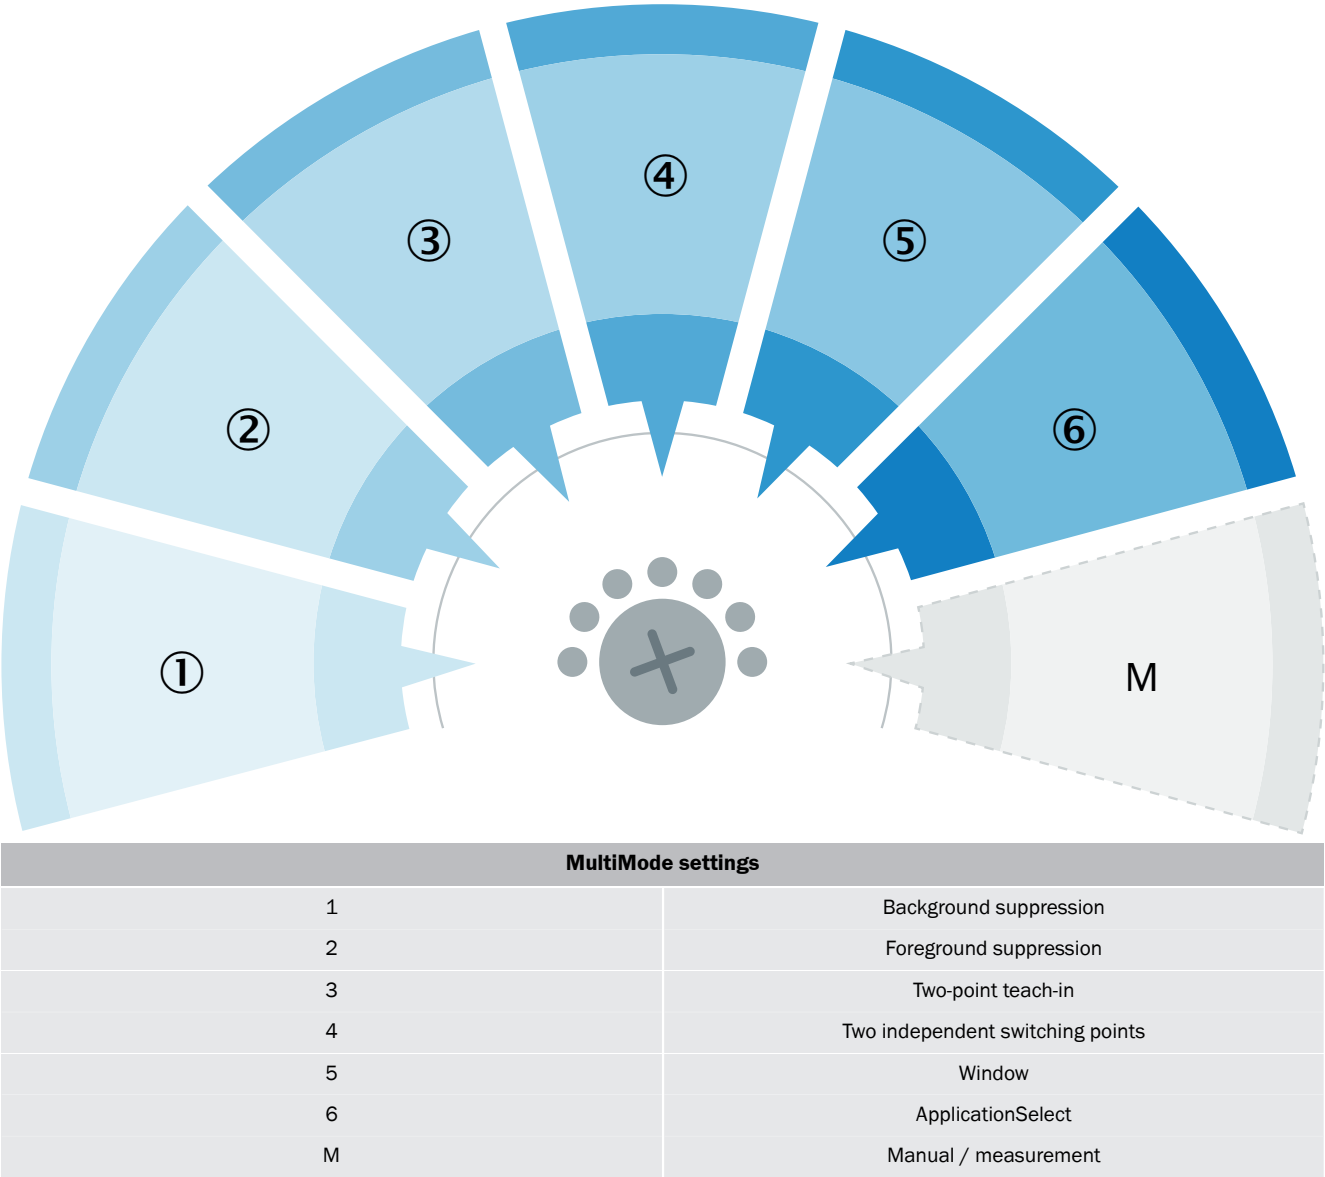 ④
③
⑤
②
⑥
①
M
MultiMode settings
1 Background suppression
2 Foreground suppression
3 Two-point teach-in
4 Two independent switching points
5 Window
6 ApplicationSelect
M Manual / measurement